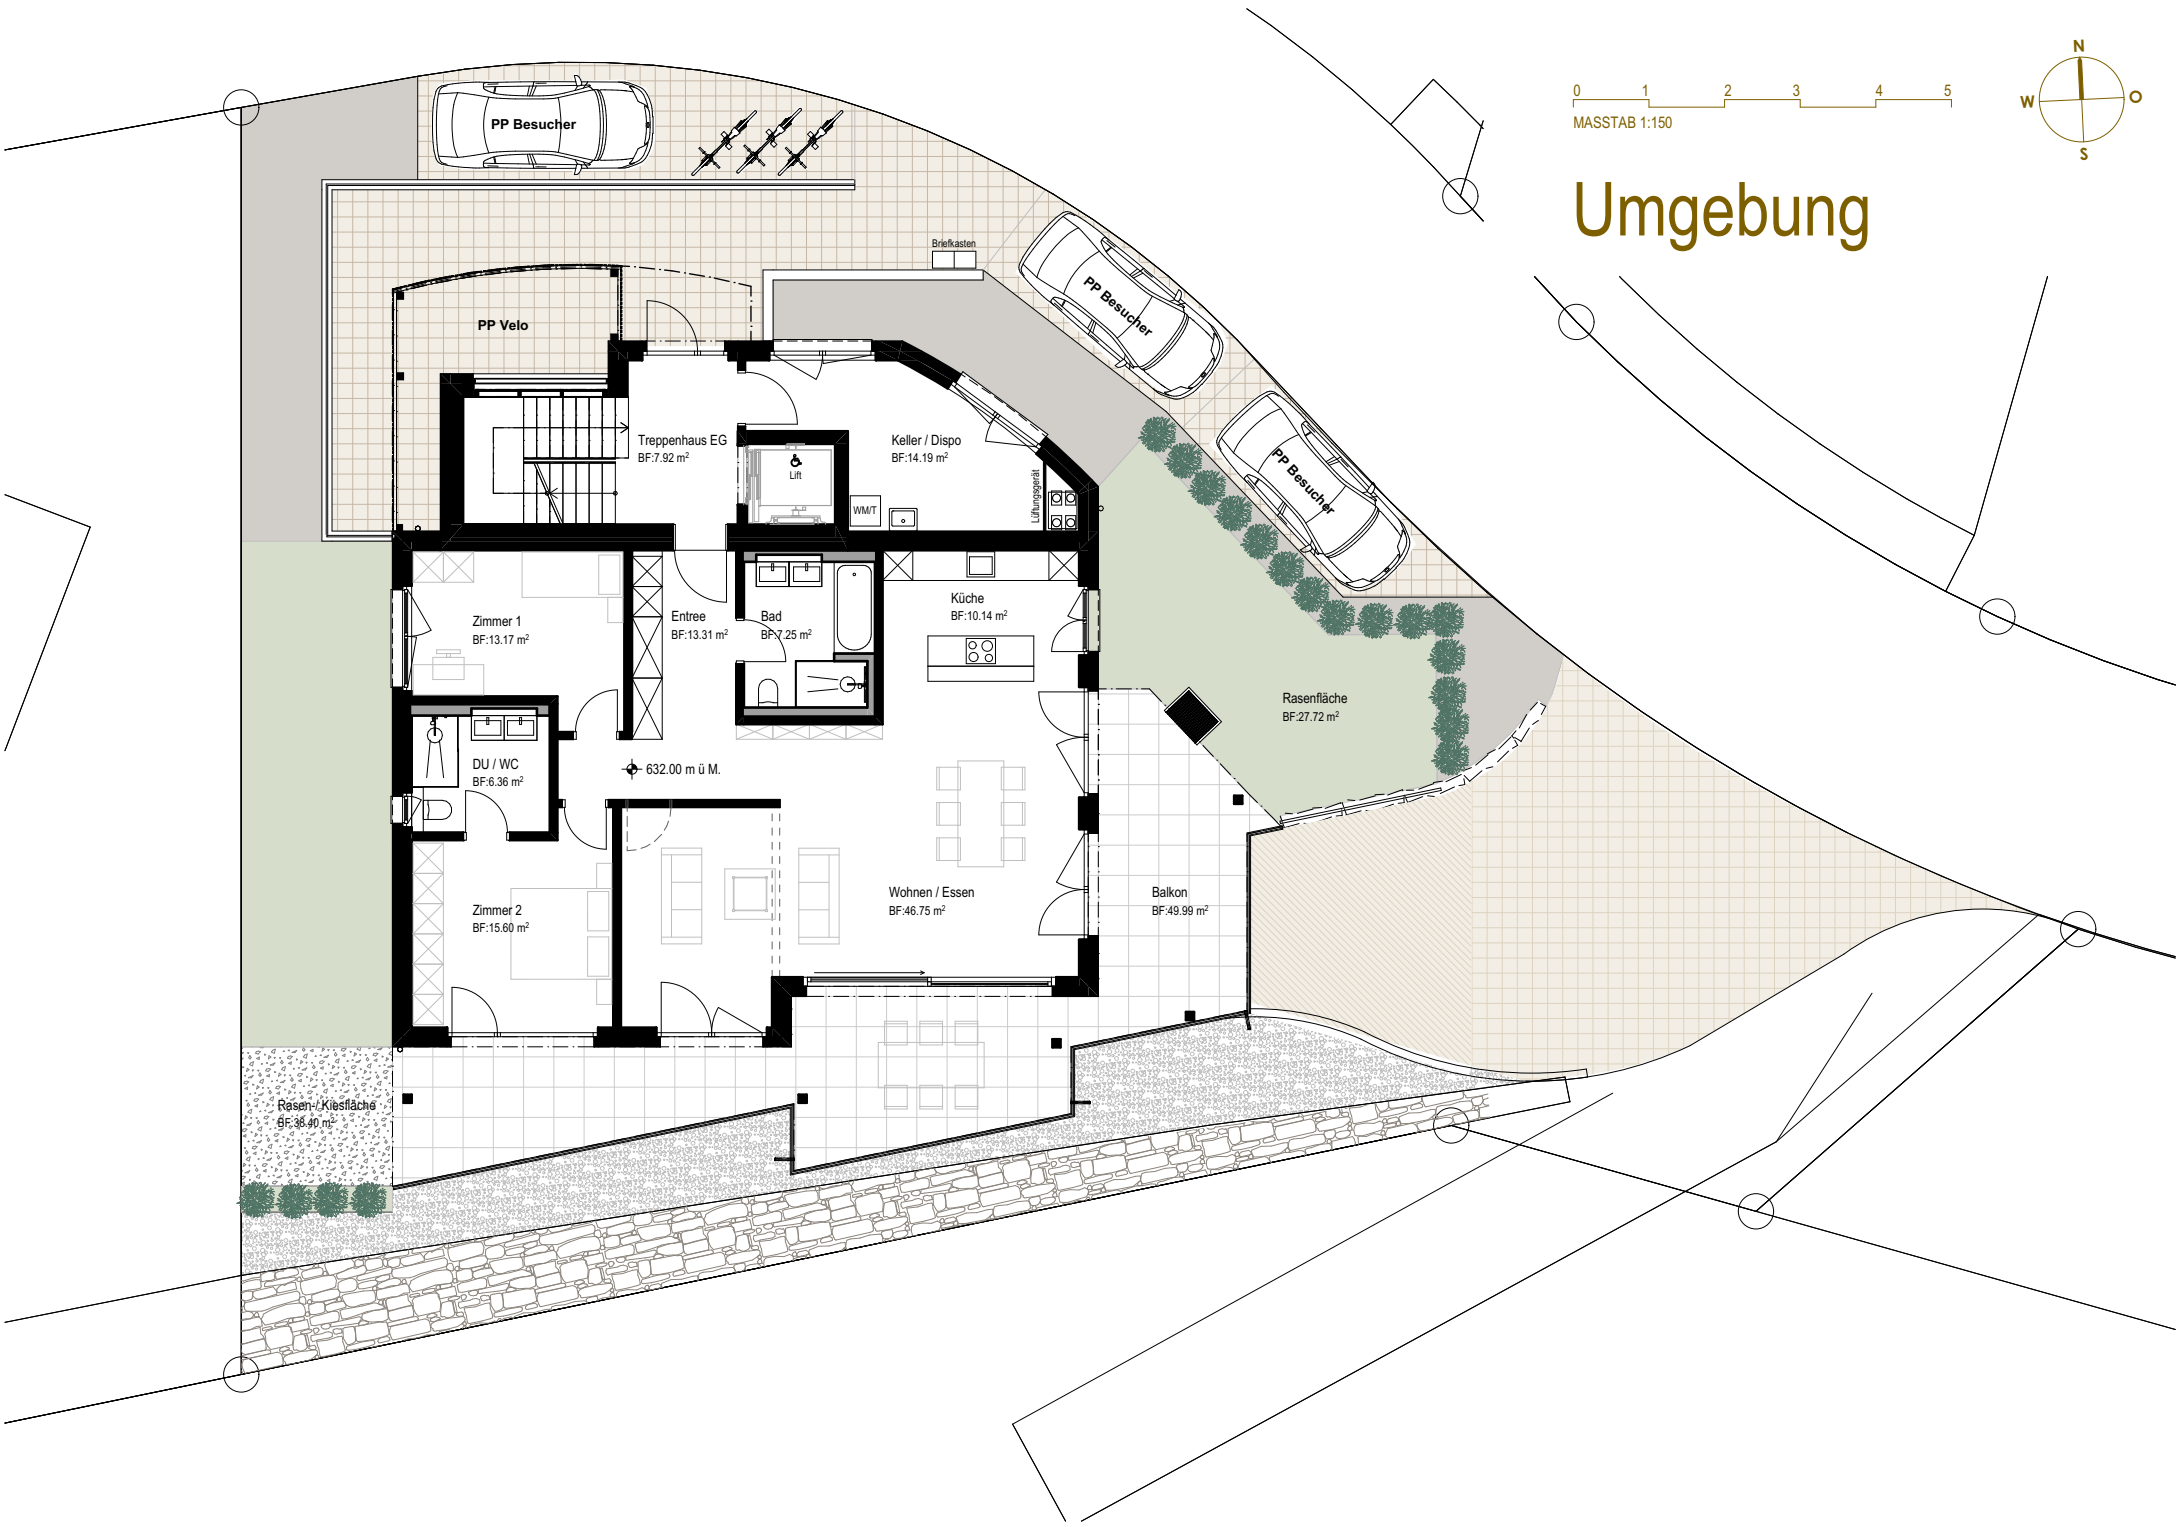 N
W
O
S
0 1 2 3 4 5
MASSTAB 1:150
Umgebung
PP Besucher
Briefkasten
PP Besucher
PP Velo
PP Besucher
Treppenhaus EG
BF:7.92 m²
Lift
Keller / Dispo
BF:14.19 m²
WM/T
Lüftungsgerät
Zimmer 1
BF:13.17 m²
Entree
BF:13.31 m²
Bad
BF:7.25 m²
Küche
BF:10.14 m²
Rasenfläche
BF:27.72 m²
DU / WC
BF:6.36 m²
632.00 m ü M.
Zimmer 2
BF:15.60 m²
Wohnen / Essen
BF:46.75 m²
Balkon
BF:49.99 m²
Rasen-/ Kiesfläche
BF:38.40 m²